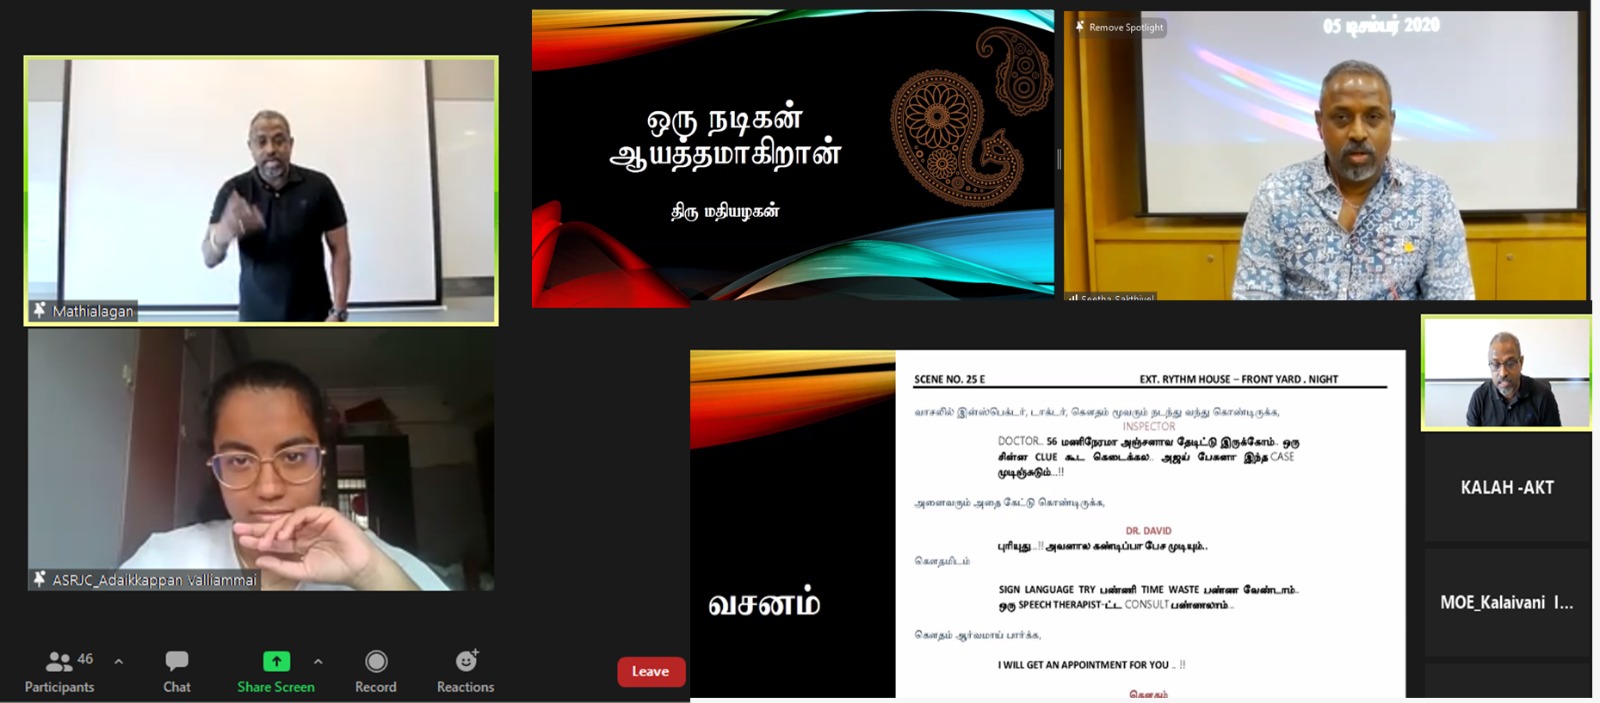 Mathialagan
ASRJC_Adaikkappan Valliammai
46
Participants
Chat
Share Screen
Record
Reactions
Leave
ஒரு நடிகன்
ஆயத்தமாகிறான்
திரு மதியழகன்
Remove Spotlight
05 டிசம்பர் 2020
Seetha Sakthivel
வசனம்
SCENE NO. 25 E EXT. RYTHM HOUSE – FRONT YARD . NIGHT
வாசலில் இன்ஸ்பெக்டர், டாக்டர், கௌதம் மூவரும் நடந்து வந்து கொண்டிருக்க,
INSPECTOR
DOCTOR.. 56 மணிநேரமா அஞ்சனாவ தேடிட்டு இருக்கோம்.. ஒரு
சின்ன CLUE கூட கெடைக்கல.. அஜய் பேசுனா இந்த CASE
முடிஞ்சுடும்...!!
அனைவரும் அதை கேட்டு கொண்டிருக்க,
DR. DAVID
புரியுது...!! அவனால கண்டிப்பா பேச முடியும்..
கௌதமிடம்
SIGN LANGUAGE TRY பண்ணி TIME WASTE பண்ண வேண்டாம்..
ஒரு SPEECH THERAPIST-ட்ட CONSULT பண்ணலாம்...
கௌதம் ஆர்வமாய் பார்க்க,
I WILL GET AN APPOINTMENT FOR YOU .. !!
கௌதம்
KALAH -AKT
MOE_Kalaivani I...